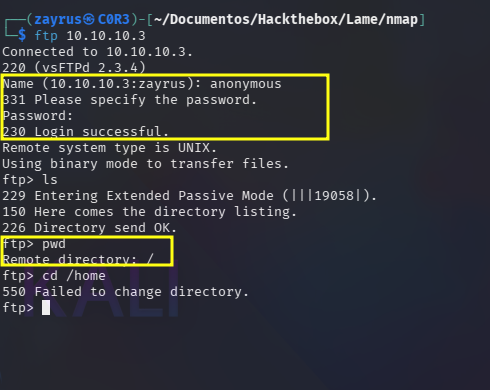 ┌──(zayrus㉿C0R3)-[~/Documentos/Hackthebox/Lame/nmap]
└─$ ftp 10.10.10.3
Connected to 10.10.10.3.
220 (vsFTPd 2.3.4)
Name (10.10.10.3:zayrus): anonymous
331 Please specify the password.
Password:
230 Login successful.
Remote system type is UNIX.
Using binary mode to transfer files.
ftp> ls
229 Entering Extended Passive Mode (|||19058|).
150 Here comes the directory listing.
226 Directory send OK.
ftp> pwd
Remote directory: /
ftp> cd /home
550 Failed to change directory.
ftp>
KALI